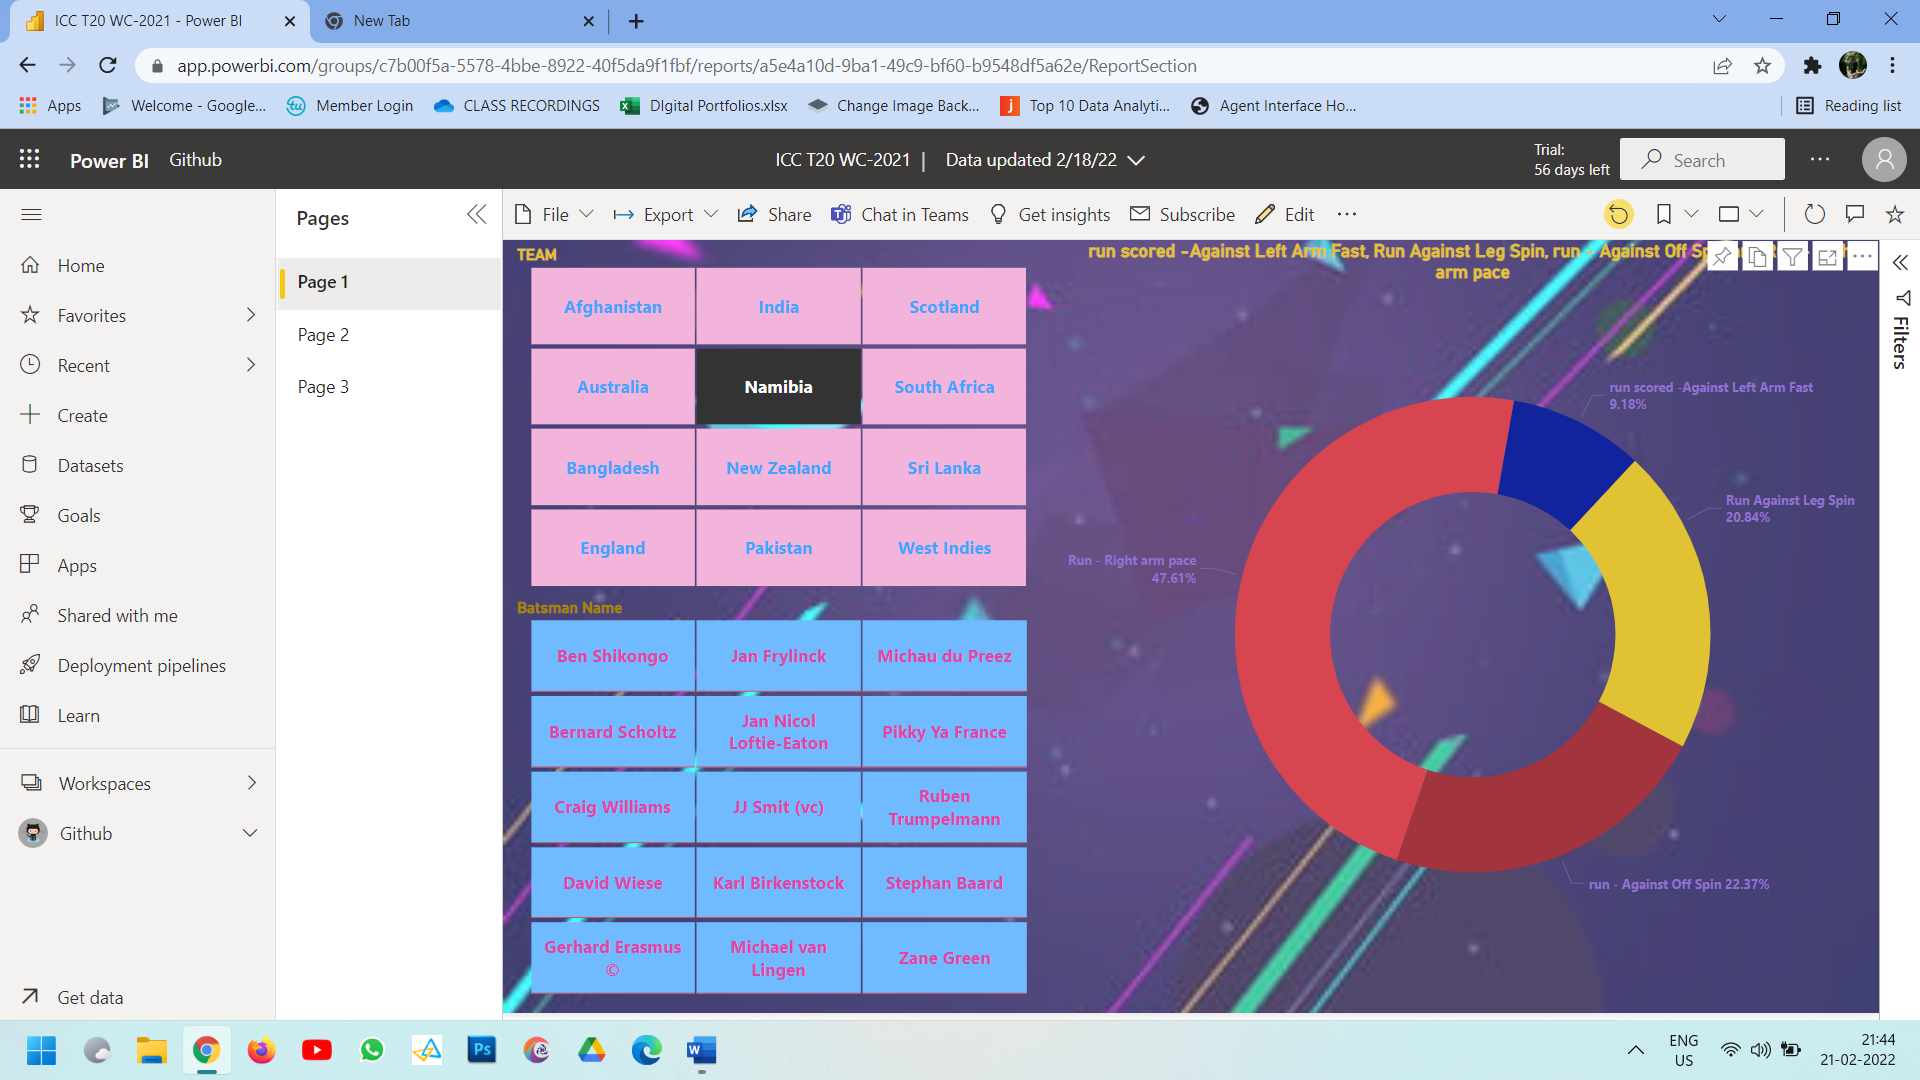 ICC T20 WC-2021 - Power BI
New Tab
app.powerbi.com/groups/c7b00f5a-5578-4bbe-8922-40f5da9f1fbf/reports/a5e4a10d-9ba1-49c9-bf60-b9548df5a62e/ReportSection
Apps
Welcome - Google...
Member Login
CLASS RECORDINGS
DIgital Portfolios.xlsx
Change Image Back...
Top 10 Data Analyti...
Agent Interface Ho...
Reading list
Power BI Github
ICC T20 WC-2021 | Data updated 2/18/22
Trial:
56 days left
Search
Pages
File
Export
Share
Chat in Teams
Get insights
Subscribe
Edit
Home
Favorites
Recent
Create
Datasets
Goals
Apps
Shared with me
Deployment pipelines
Learn
Workspaces
Github
Get data
Page 1
Page 2
Page 3
TEAM
Afghanistan
India
Scotland
Australia
Namibia
South Africa
Bangladesh
New Zealand
Sri Lanka
England
Pakistan
West Indies
Batsman Name
Ben Shikongo
Jan Frylinck
Michau du Preez
Bernard Scholtz
Jan Nicol
Loftie-Eaton
Pikky Ya France
Craig Williams
JJ Smit (vc)
Ruben
Trumpelmann
David Wiese
Karl Birkenstock
Stephan Baard
Gerhard Erasmus
©
Michael van
Lingen
Zane Green
run scored -Against Left Arm Fast, Run Against Leg Spin, run - Against Off
arm pace
run scored -Against Left Arm Fast
9.18%
Run Against Leg Spin
20.84%
Run - Right arm pace
47.61%
run - Against Off Spin 22.37%
Filters
Ps
W
ENG
US
21:44
21-02-2022